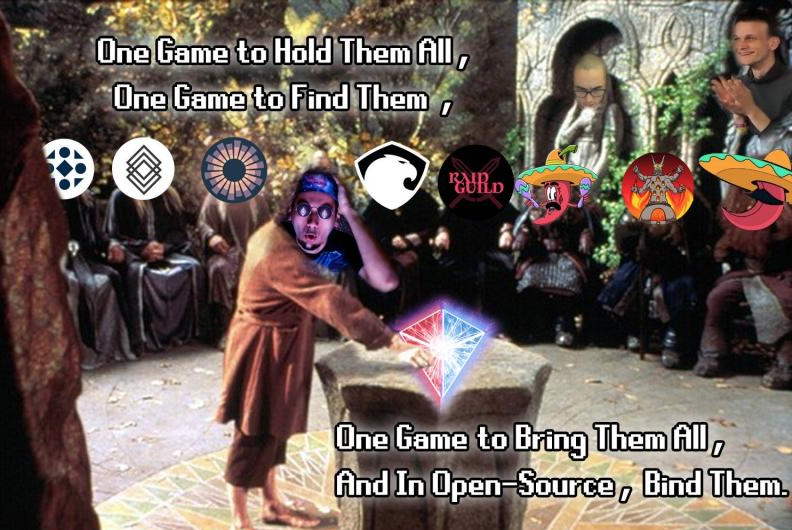 One Game to Hold Them All ,
One Game to Find Them ,
RAID
GUILD
One Game to Bring Them All ,
And In Open-Source , Bind Them.